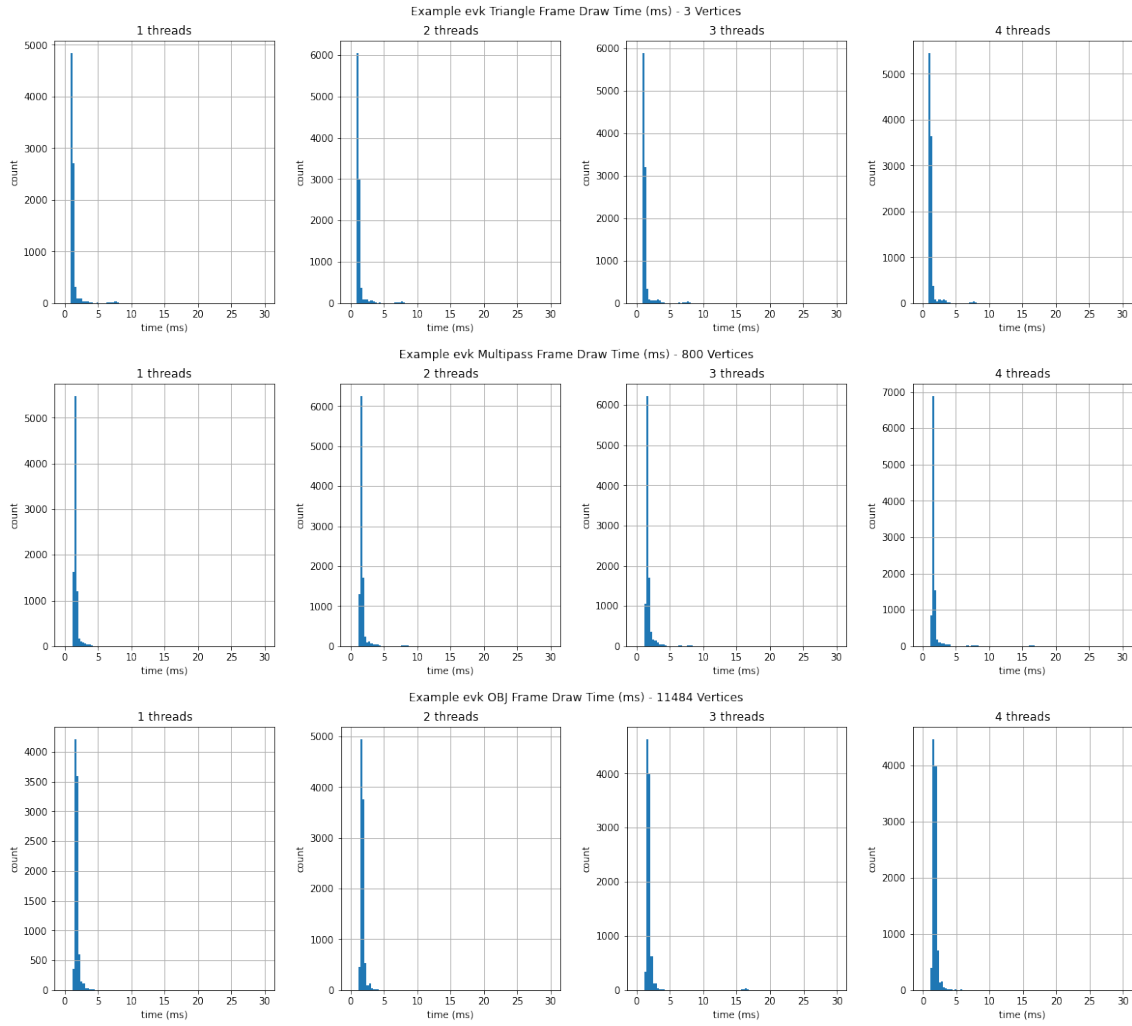 Example evk Triangle Frame Draw Time (ms) - 3 Vertices
1 threads
5000
4000
3000
2000
1000
0
count
0 5 10 15 20 25 30
time (ms)
2 threads
6000
5000
4000
3000
2000
1000
0
count
0 5 10 15 20 25 30
time (ms)
3 threads
6000
5000
4000
3000
2000
1000
0
count
0 5 10 15 20 25 30
time (ms)
4 threads
5000
4000
3000
2000
1000
0
count
0 5 10 15 20 25 30
time (ms)
Example evk Multipass Frame Draw Time (ms) - 800 Vertices
1 threads
5000
4000
3000
2000
1000
0
count
0 5 10 15 20 25 30
time (ms)
2 threads
6000
5000
4000
3000
2000
1000
0
count
0 5 10 15 20 25 30
time (ms)
3 threads
6000
5000
4000
3000
2000
1000
0
count
0 5 10 15 20 25 30
time (ms)
4 threads
7000
6000
5000
4000
3000
2000
1000
0
count
0 5 10 15 20 25 30
time (ms)
Example evk OBJ Frame Draw Time (ms) - 11484 Vertices
1 threads
4000
3500
3000
2500
2000
1500
1000
500
0
count
0 5 10 15 20 25 30
time (ms)
2 threads
5000
4000
3000
2000
1000
0
count
0 5 10 15 20 25 30
time (ms)
3 threads
4000
3000
2000
1000
0
count
0 5 10 15 20 25 30
time (ms)
4 threads
4000
3000
2000
1000
0
count
0 5 10 15 20 25 30
time (ms)